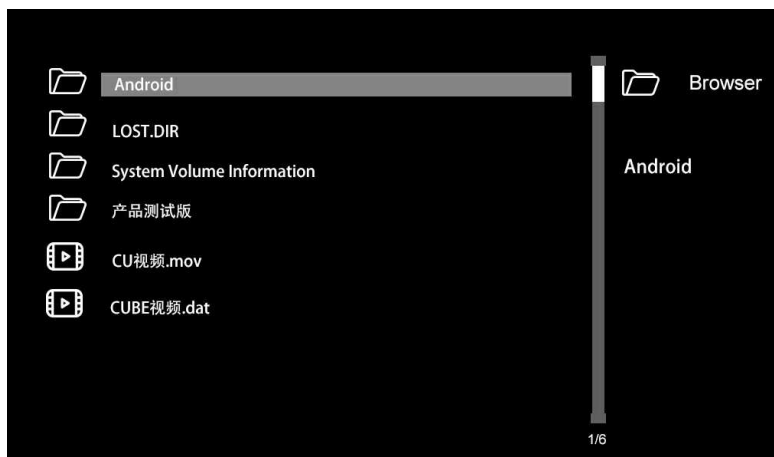 Android
LOST.DIR
System Volume Information
产品测试版
CU视频.mov
CUBE视频.dat
Browser
Android
1/6